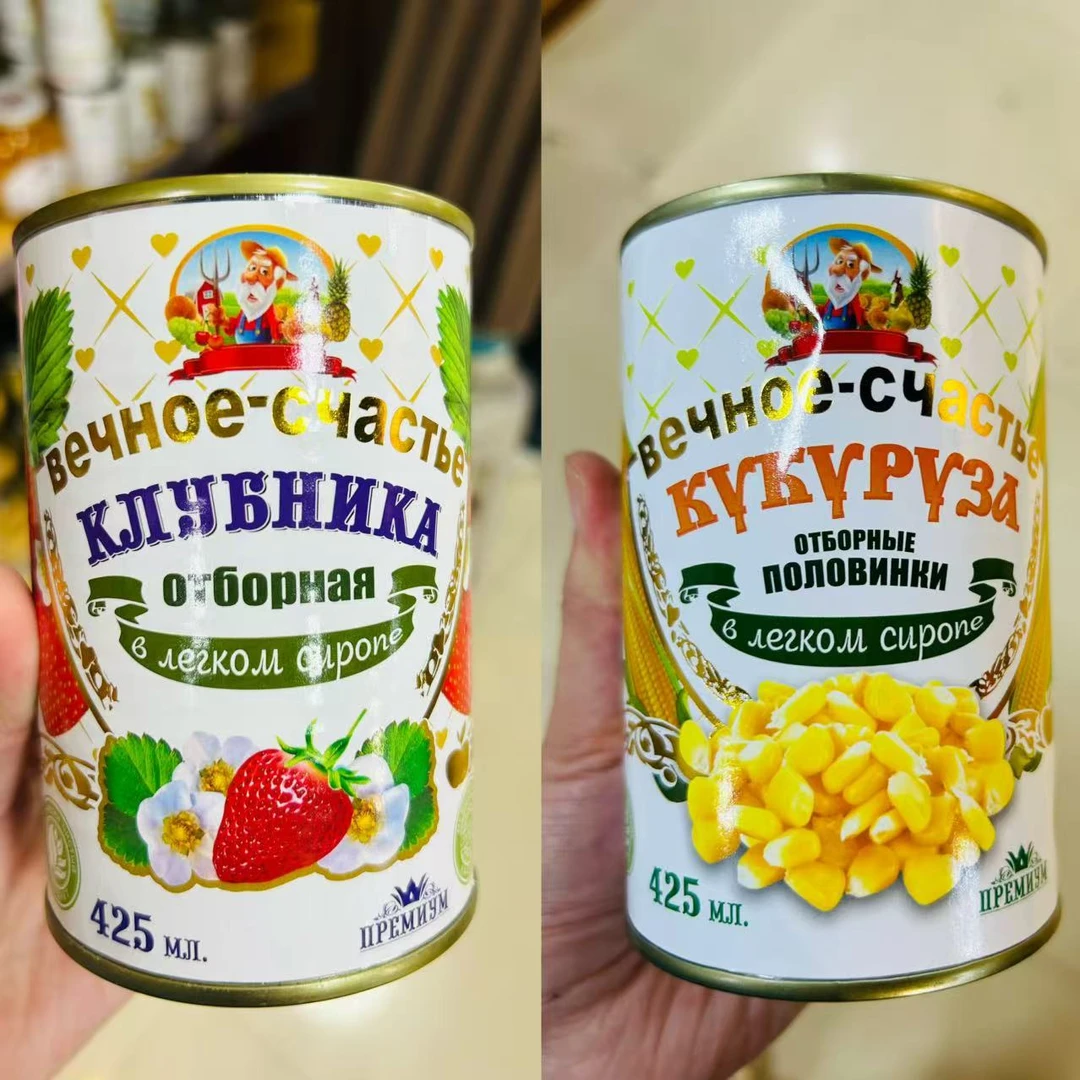 вечное-счастье
КЛУБНИКА
отборная
в легком сиропе
425 мл.
ПРЕМИУМ
вечное-счастье
КУКУРУЗА
ОТБОРНЫЕ
ПОЛОВИНКИ
в легком сиропе
425 мл.
ПРЕМИУМ